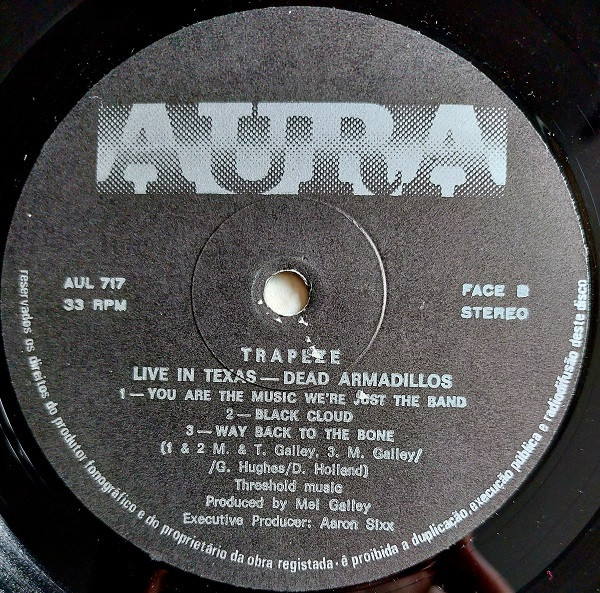 AURA
AUL 717
33 RPM
FACE B
STEREO
TRAPEZE
LIVE IN TEXAS — DEAD ARMADILLOS
1 — YOU ARE THE MUSIC WE'RE JUST THE BAND
2 — BLACK CLOUD
3 — WAY BACK TO THE BONE
(1 & 2 M. & T. Galley, 3. M. Galley/
/G. Hughes/D. Holland)
Threshold music
Produced by Mel Galley
Executive Producer: Aaron Sixx
reservados os direitos do produtor fonográfico e do proprietário da obra registada. é proibida a duplicação execução pública e radiodifusão deste disco